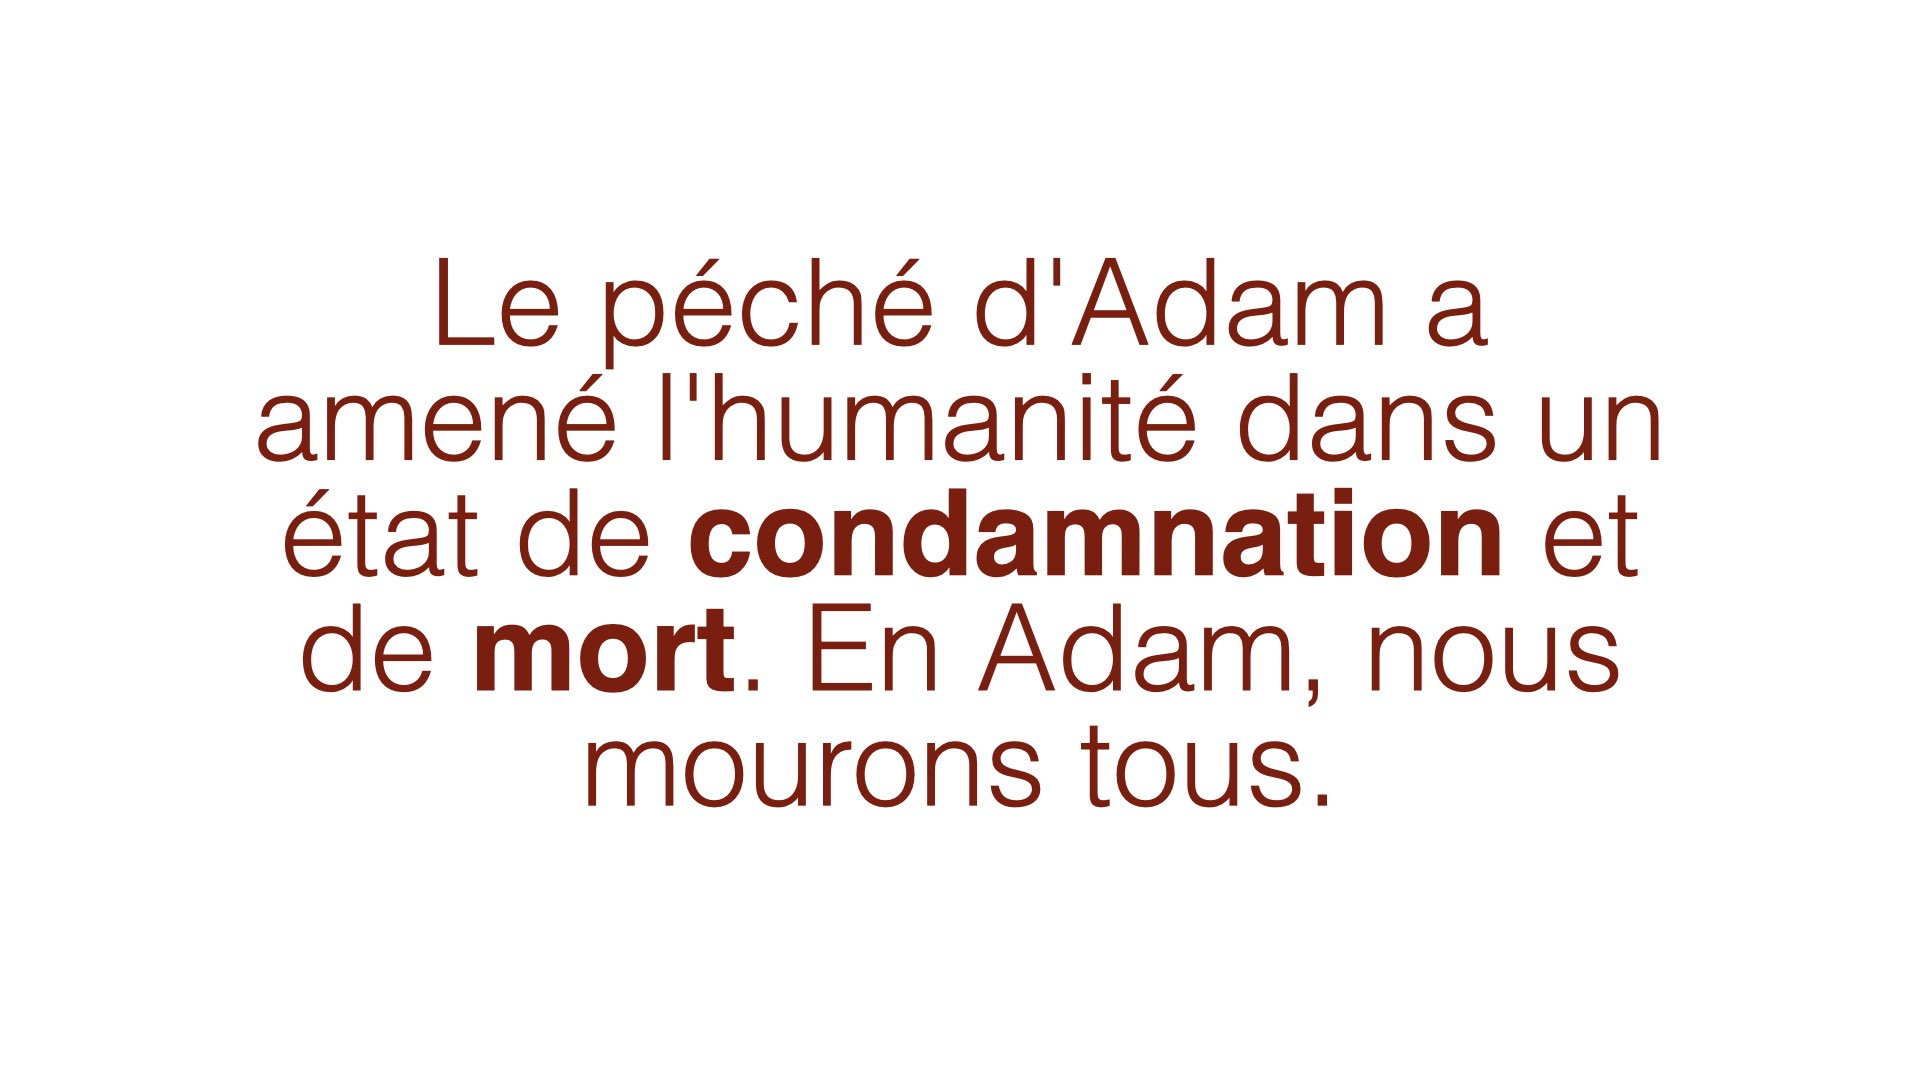 Le péché d'Adam a
amené l'humanité dans un
état de condamnation et
de mort. En Adam, nous
mourons tous.